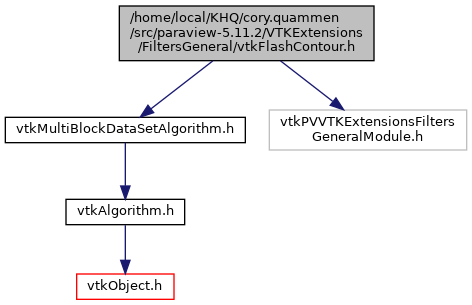 /home/local/KHQ/cory.quammen
/src/paraview-5.11.2/VTKExtensions
/FiltersGeneral/vtkFlashContour.h
vtkMultiBlockDataSetAlgorithm.h
vtkPVVTKExtensionsFilters
GeneralModule.h
vtkAlgorithm.h
vtkObject.h